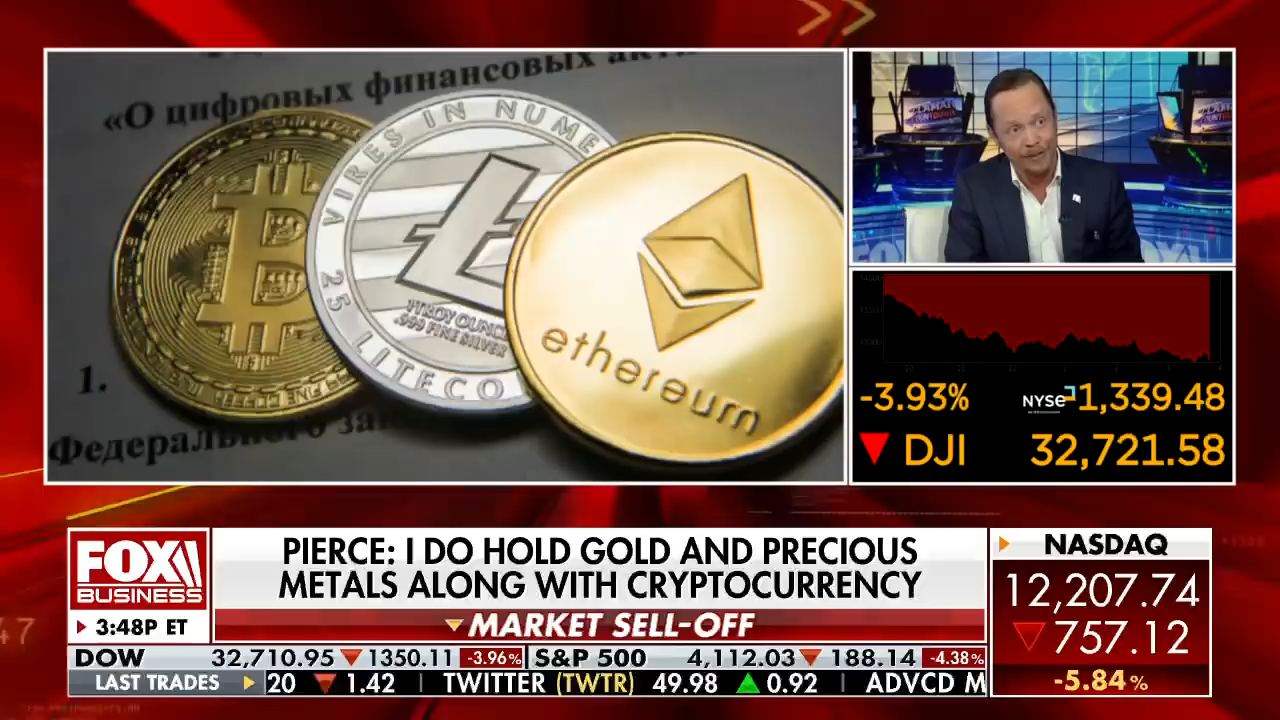 «О цифровых финансовых
1.
Федерального
VIRES IN NUME
25 LITECO
1 TROY OUNC
.999 FINE SILVER
ethereum
FOX
-3.93%
NYSE
-1,339.48
DJI
32,721.58
FOX
BUSINESS
3:48P ET
PIERCE: I DO HOLD GOLD AND PRECIOUS
METALS ALONG WITH CRYPTOCURRENCY
MARKET SELL-OFF
NASDAQ
12,207.74
757.12
-5.84%
DOW 32,710.95 1350.11 -3.96% S&P 500 4,112.03 188.14 -4.38%
LAST TRADES 20 1.42 TWITTER (TWTR) 49.98 0.92 ADVCD M